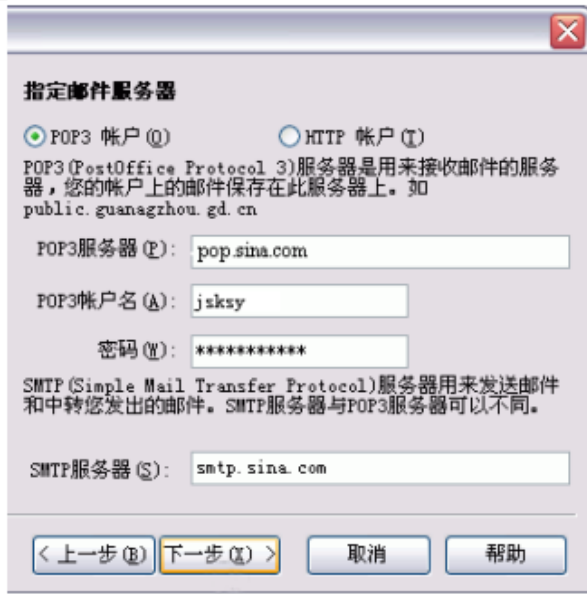 指定邮件服务器
POP3 帐户(O) HTTP 帐户(T)
POP3(PostOffice Protocol 3)服务器是用来接收邮件的服务
器,您的帐户上的邮件保存在此服务器上。如
public.guanagzhou.gd.cn
POP3服务器(P): pop.sina.com
POP3帐户名(A): jsksy
密码(W): ***********
SMTP(Simple Mail Transfer Protocol)服务器用来发送邮件
和中转您发出的邮件。SMTP服务器与POP3服务器可以不同。
SMTP服务器(S): smtp.sina.com
< 上一步(B) 下一步(X) > 取消 帮助